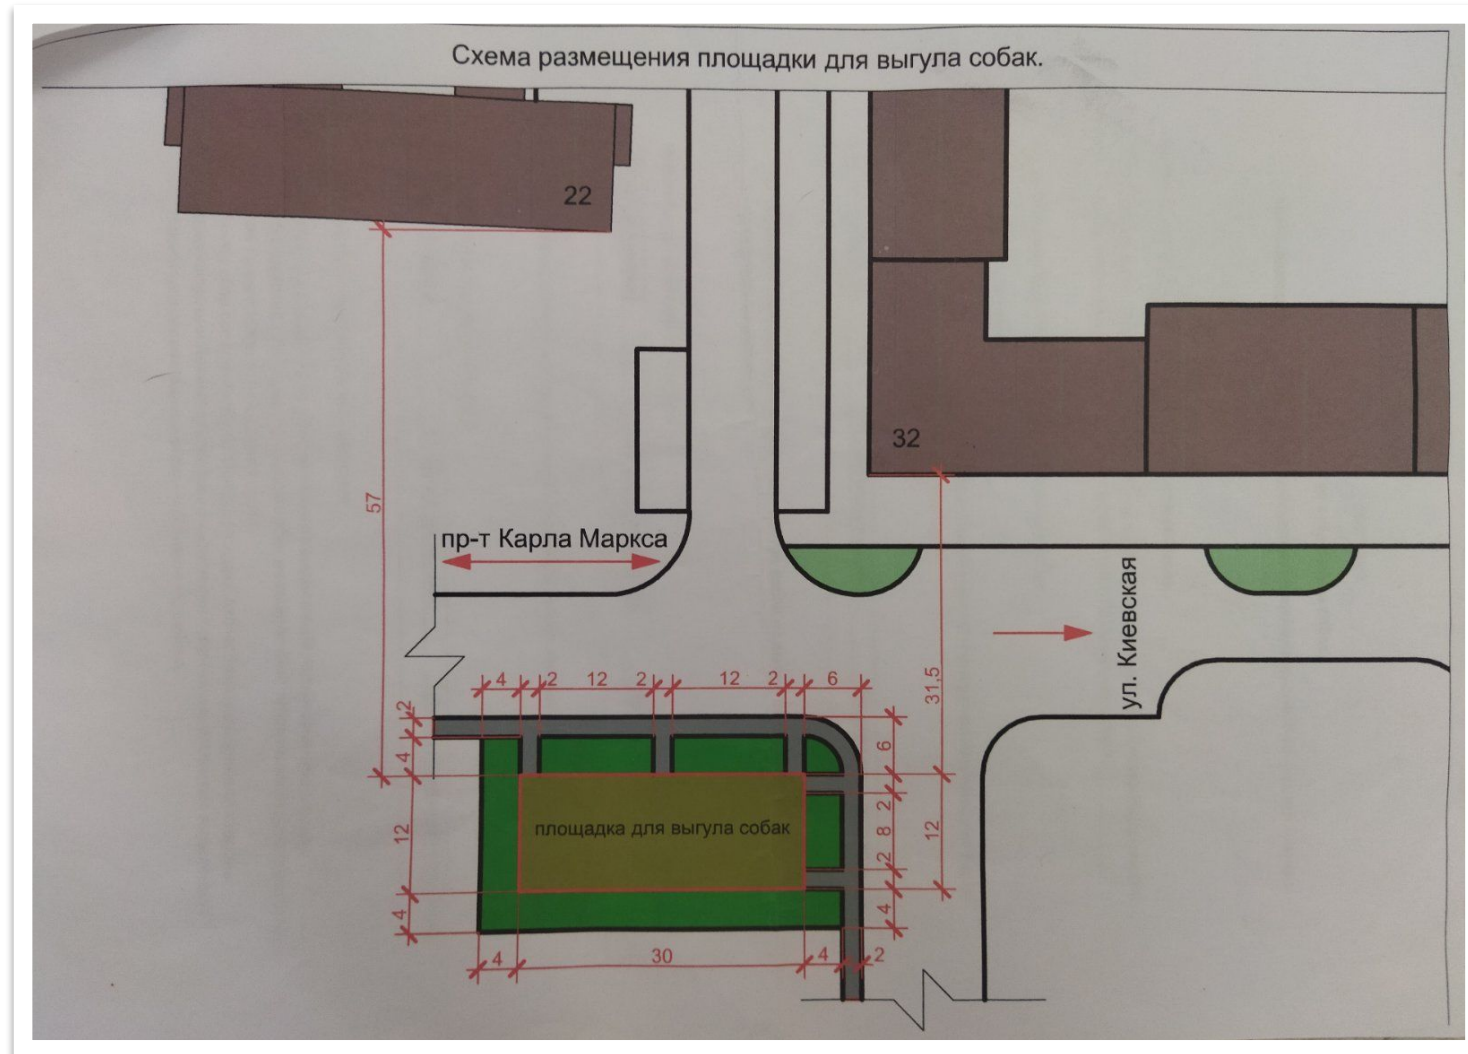 Схема размещения площадки для выгула собак.
22
32
57
пр-т Карла Маркса
ул. Киевская
31,5
4 2 12 2 12 2 6
2
4
12
4
6
2
8
2
4
12
площадка для выгула собак
4 30 4 2